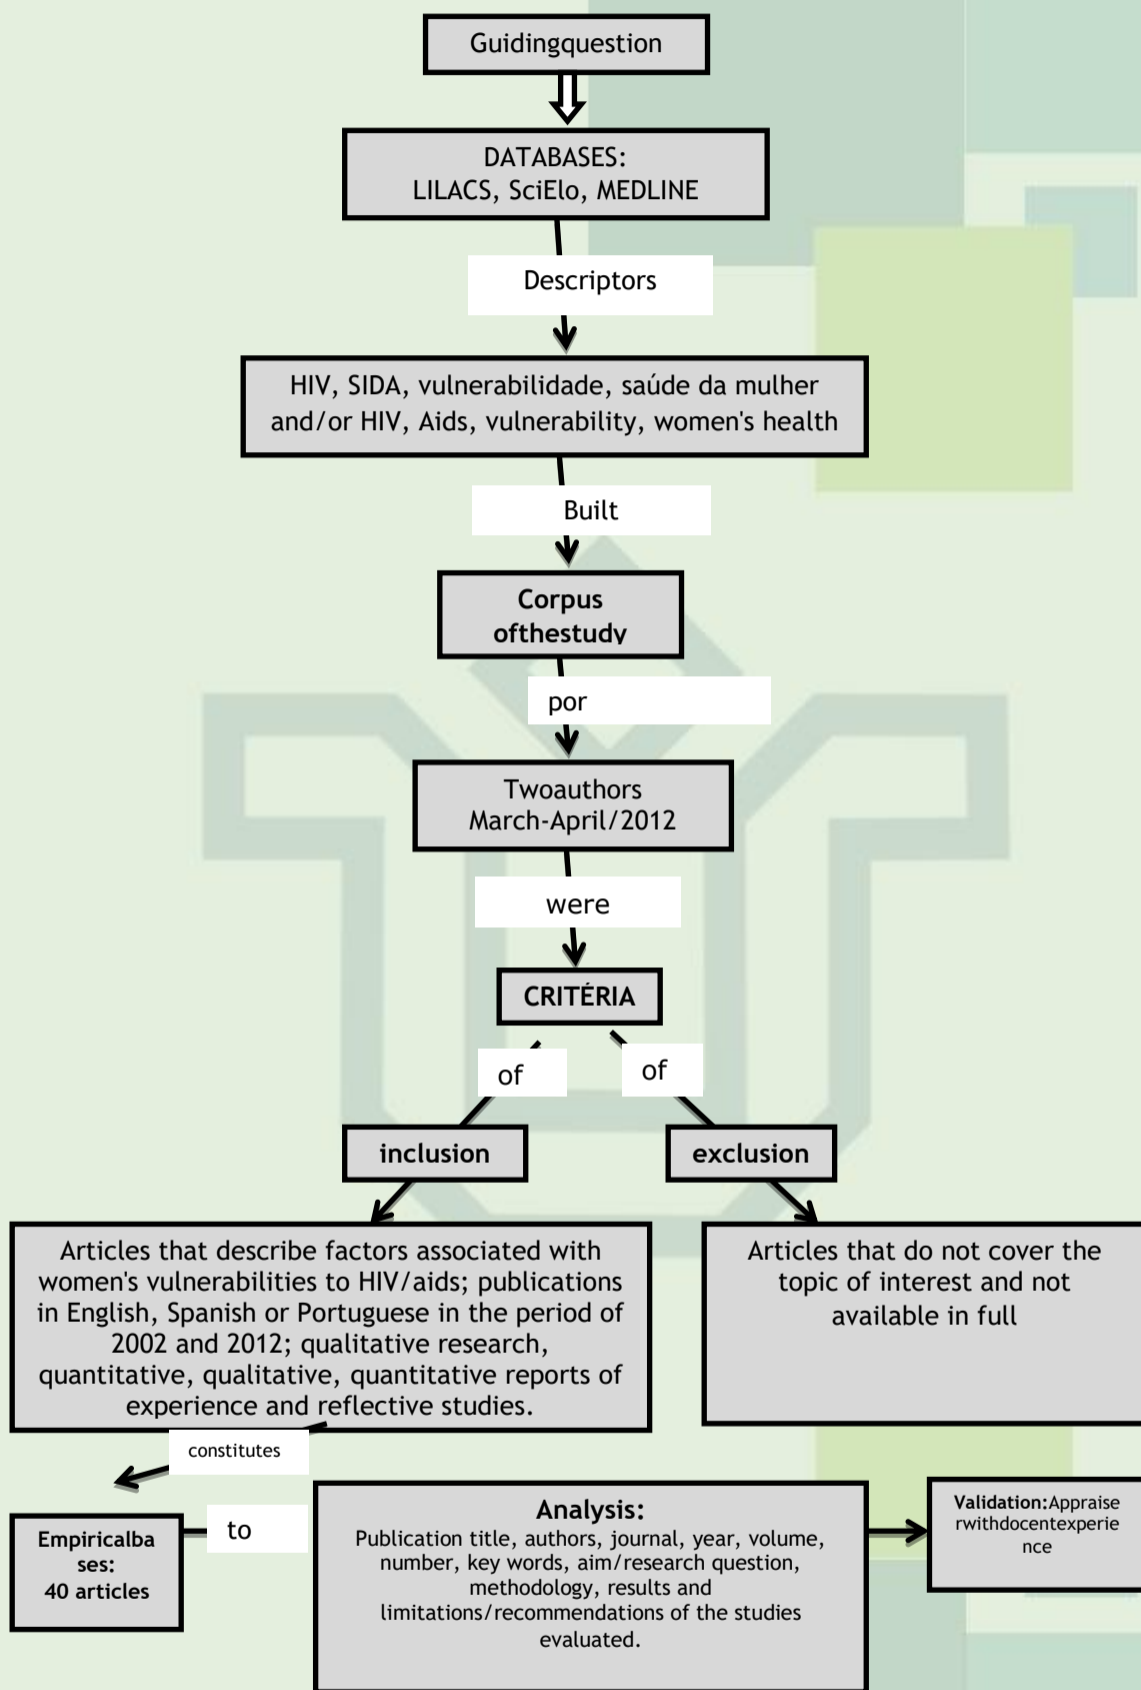 Guidingquestion
DATABASES:
LILACS, SciElo, MEDLINE
Descriptors
HIV, SIDA, vulnerabilidade, saúde da mulher
and/or HIV, Aids, vulnerability, women's health
Built
Corpus
ofthestudy
por
Twoauthors
March-April/2012
were
CRITÉRIA
of
of
inclusion
exclusion
Articles that describe factors associated with
women's vulnerabilities to HIV/aids; publications
in English, Spanish or Portuguese in the period of
2002 and 2012; qualitative research,
quantitative, qualitative, quantitative reports of
experience and reflective studies.
Articles that do not cover the
topic of interest and not
available in full
constitutes
Empiricalba
ses:
40 articles
to
Analysis:
Publication title, authors, journal, year, volume,
number, key words, aim/research question,
methodology, results and
limitations/recommendations of the studies
evaluated.
Validation:Appraise
rwithdocentexperie
nce